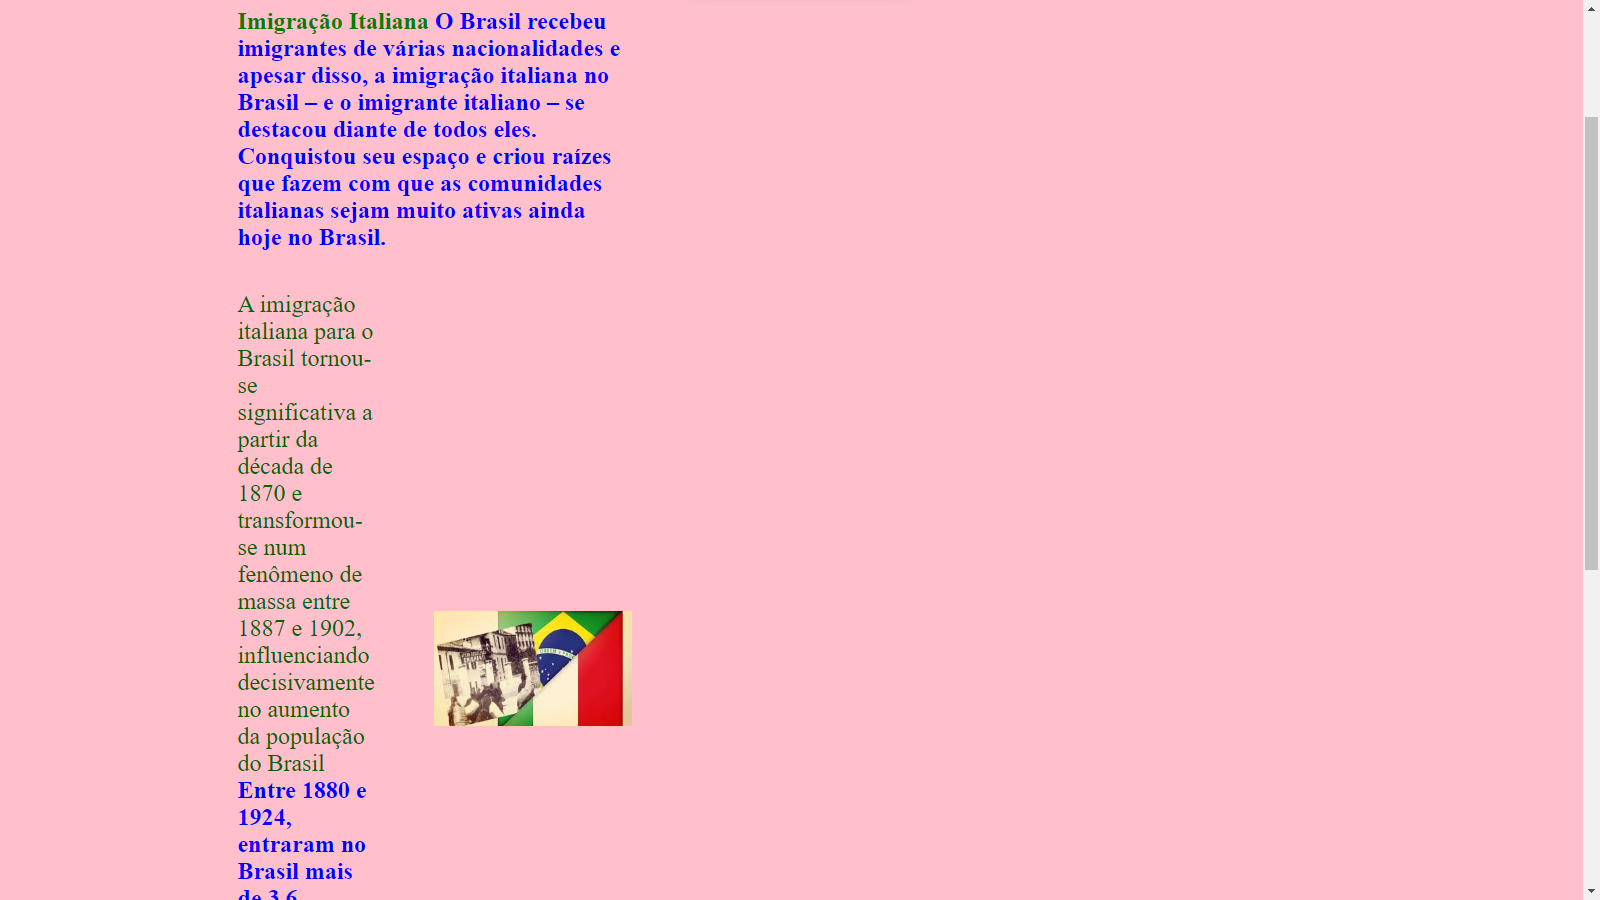 Imigração Italiana O Brasil recebeu
imigrantes de várias nacionalidades e
apesar disso, a imigração italiana no
Brasil – e o imigrante italiano – se
destacou diante de todos eles.
Conquistou seu espaço e criou raízes
que fazem com que as comunidades
italianas sejam muito ativas ainda
hoje no Brasil.
A imigração
italiana para o
Brasil tornou-
se
significativa a
partir da
década de
1870 e
transformou-
se num
fenômeno de
massa entre
1887 e 1902,
influenciando
decisivamente
no aumento
da população
do Brasil
Entre 1880 e
1924,
entraram no
Brasil mais
de 3,6